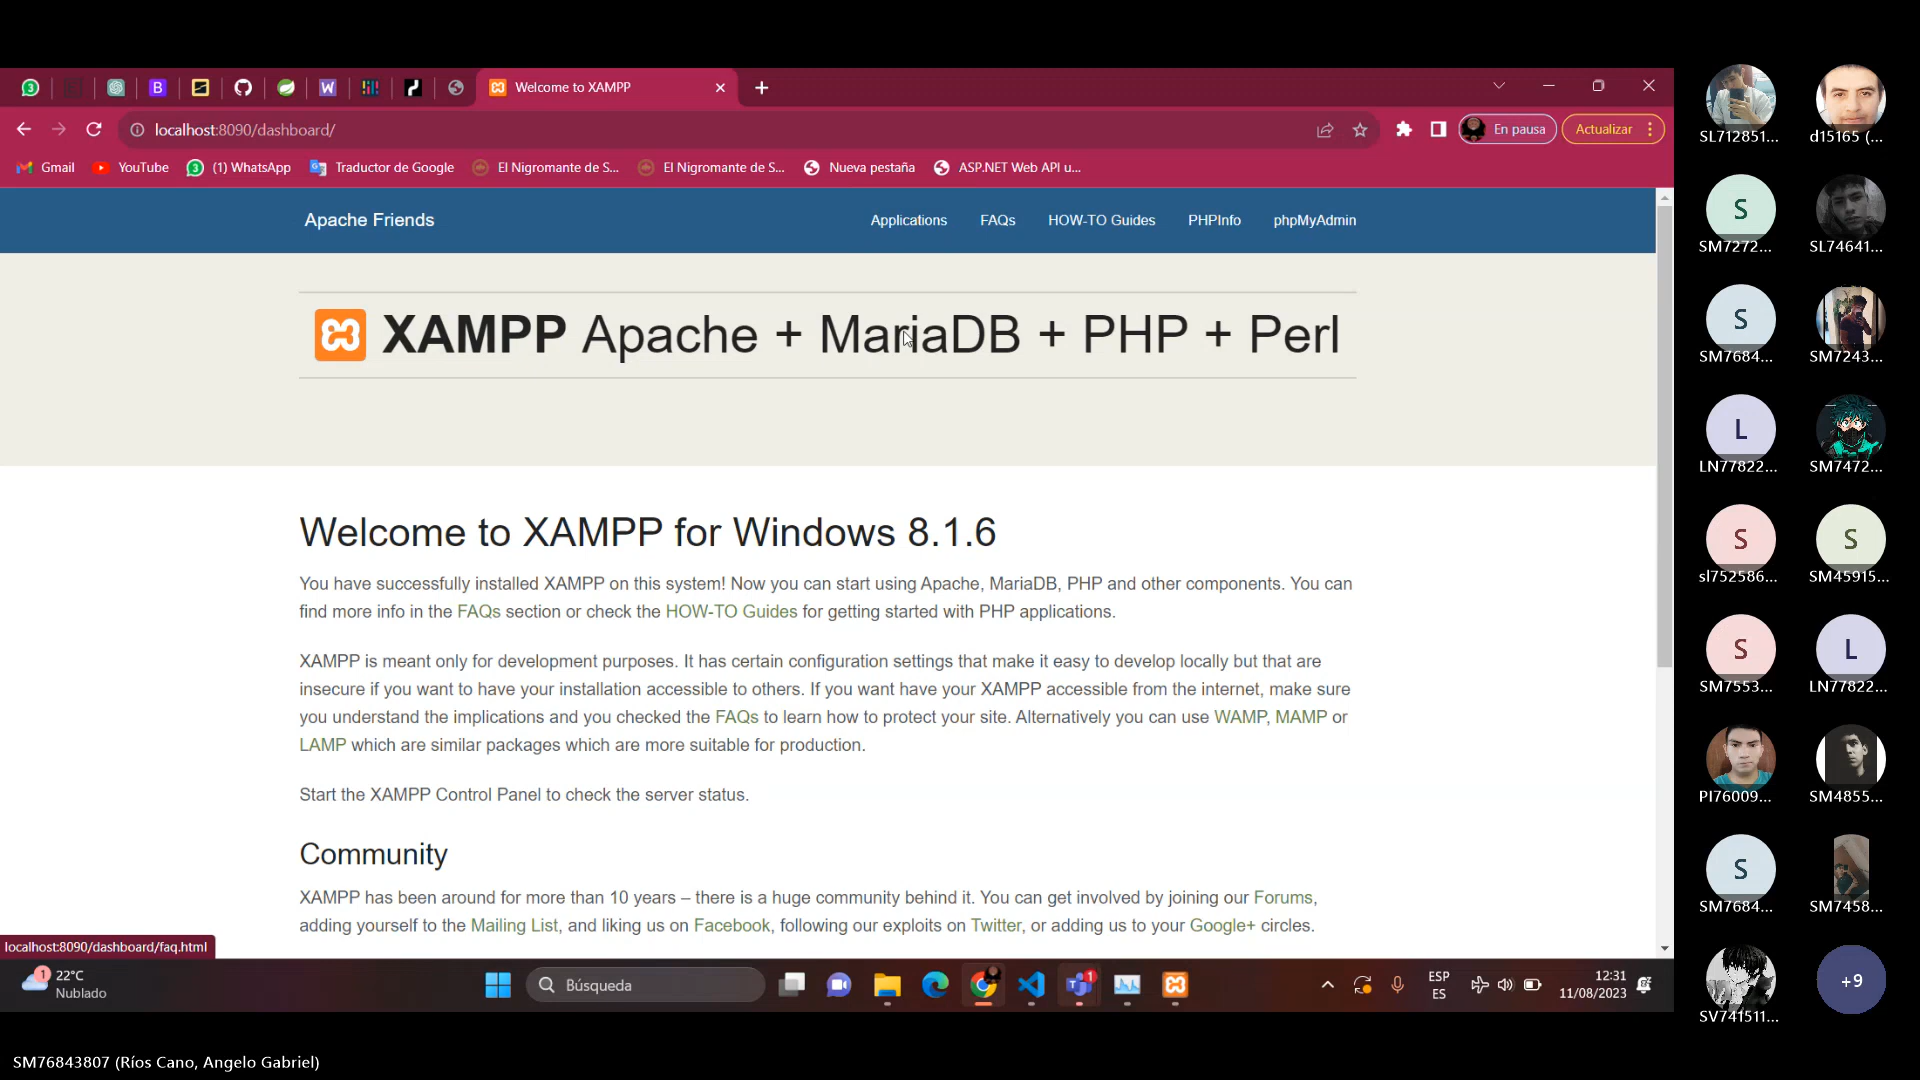 Welcome to XAMPP
localhost:8090/dashboard/
En pausa
Actualizar
Gmail
YouTube
(1) WhatsApp
Traductor de Google
El Nigromante de S...
El Nigromante de S...
Nueva pestaña
ASP.NET Web API u...
Apache Friends
Applications
FAQs
HOW-TO Guides
PHPInfo
phpMyAdmin
XAMPP Apache + MariaDB + PHP + Perl
Welcome to XAMPP for Windows 8.1.6
You have successfully installed XAMPP on this system! Now you can start using Apache, MariaDB, PHP and other components. You can
find more info in the FAQs section or check the HOW-TO Guides for getting started with PHP applications.
XAMPP is meant only for development purposes. It has certain configuration settings that make it easy to develop locally but that are
insecure if you want to have your installation accessible to others. If you want have your XAMPP accessible from the internet, make sure
you understand the implications and you checked the FAQs to learn how to protect your site. Alternatively you can use WAMP, MAMP or
LAMP which are similar packages which are more suitable for production.
Start the XAMPP Control Panel to check the server status.
Community
XAMPP has been around for more than 10 years – there is a huge community behind it. You can get involved by joining our Forums,
adding yourself to the Mailing List, and liking us on Facebook, following our exploits on Twitter, or adding us to your Google+ circles.
localhost:8090/dashboard/faq.html
1
22°C
Nublado
Búsqueda
1
ESP
ES
12:31
11/08/2023
SL712851...
d15165 (...
S
SM7272...
SL74641...
S
SM7684...
SM7243...
L
LN77822...
SM7472...
S
sl752586...
S
SM45915...
S
SM7553...
L
LN77822...
PI76009...
SM4855...
S
SM7684...
SM7458...
SV741511...
+9
SM76843807 (Ríos Cano, Angelo Gabriel)